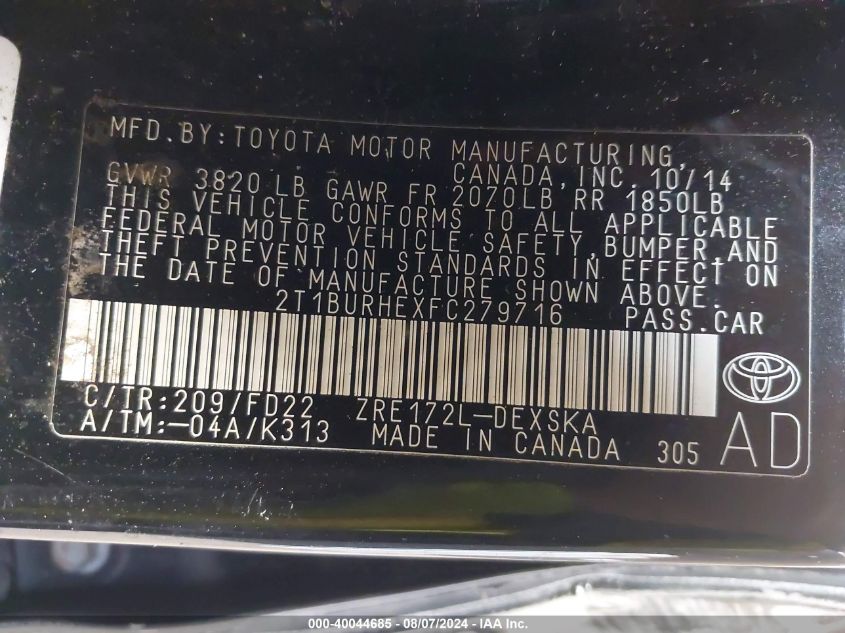 MFD.BY:TOYOTA MOTOR MANUFACTURING,
CANADA, INC. 10/14
GVWR 3820 LB GAWR FR 2070LB RR 1850LB
THIS VEHICLE CONFORMS TO ALL APPLICABLE
FEDERAL MOTOR VEHICLE SAFETY, BUMPER, AND
THEFT PREVENTION STANDARDS IN EFFECT ON
THE DATE OF MANUFACTURE SHOWN ABOVE.
2T1BURHEXFC279716 PASS.CAR
C/TR:209/FD22 ZRE172L-DEXSKA
A/TM:-04A/K313 MADE IN CANADA 305 AD
000-40044685 - 08/07/2024 - IAA Inc.